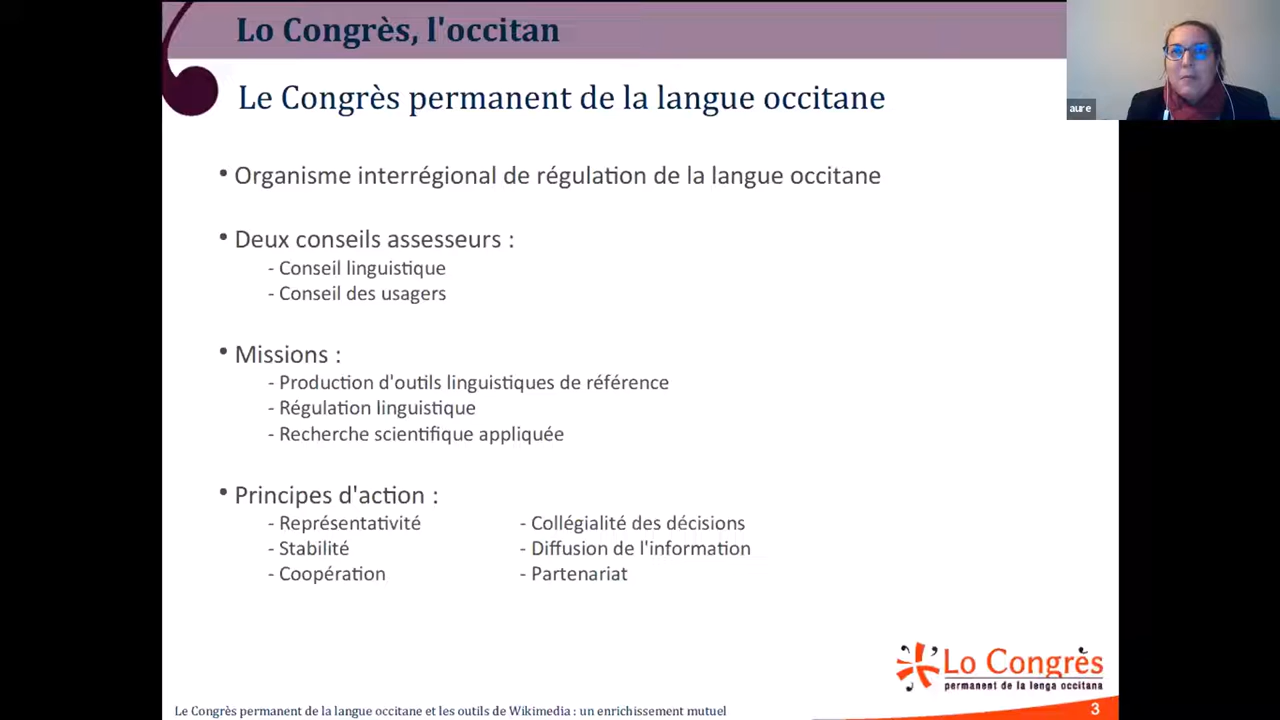 Lo Congrès, l'occitan
aure
Le Congrès permanent de la langue occitane
• Organisme interrégional de régulation de la langue occitane
• Deux conseils assesseurs :
- Conseil linguistique
- Conseil des usagers
• Missions :
- Production d'outils linguistiques de référence
- Régulation linguistique
- Recherche scientifique appliquée
• Principes d'action :
- Représentativité
- Stabilité
- Coopération
- Collégialité des décisions
- Diffusion de l'information
- Partenariat
Lo Congrès
permanent de la lenga occitana
Le Congrès permanent de la langue occitane et les outils de Wikimedia : un enrichissement mutuel
3